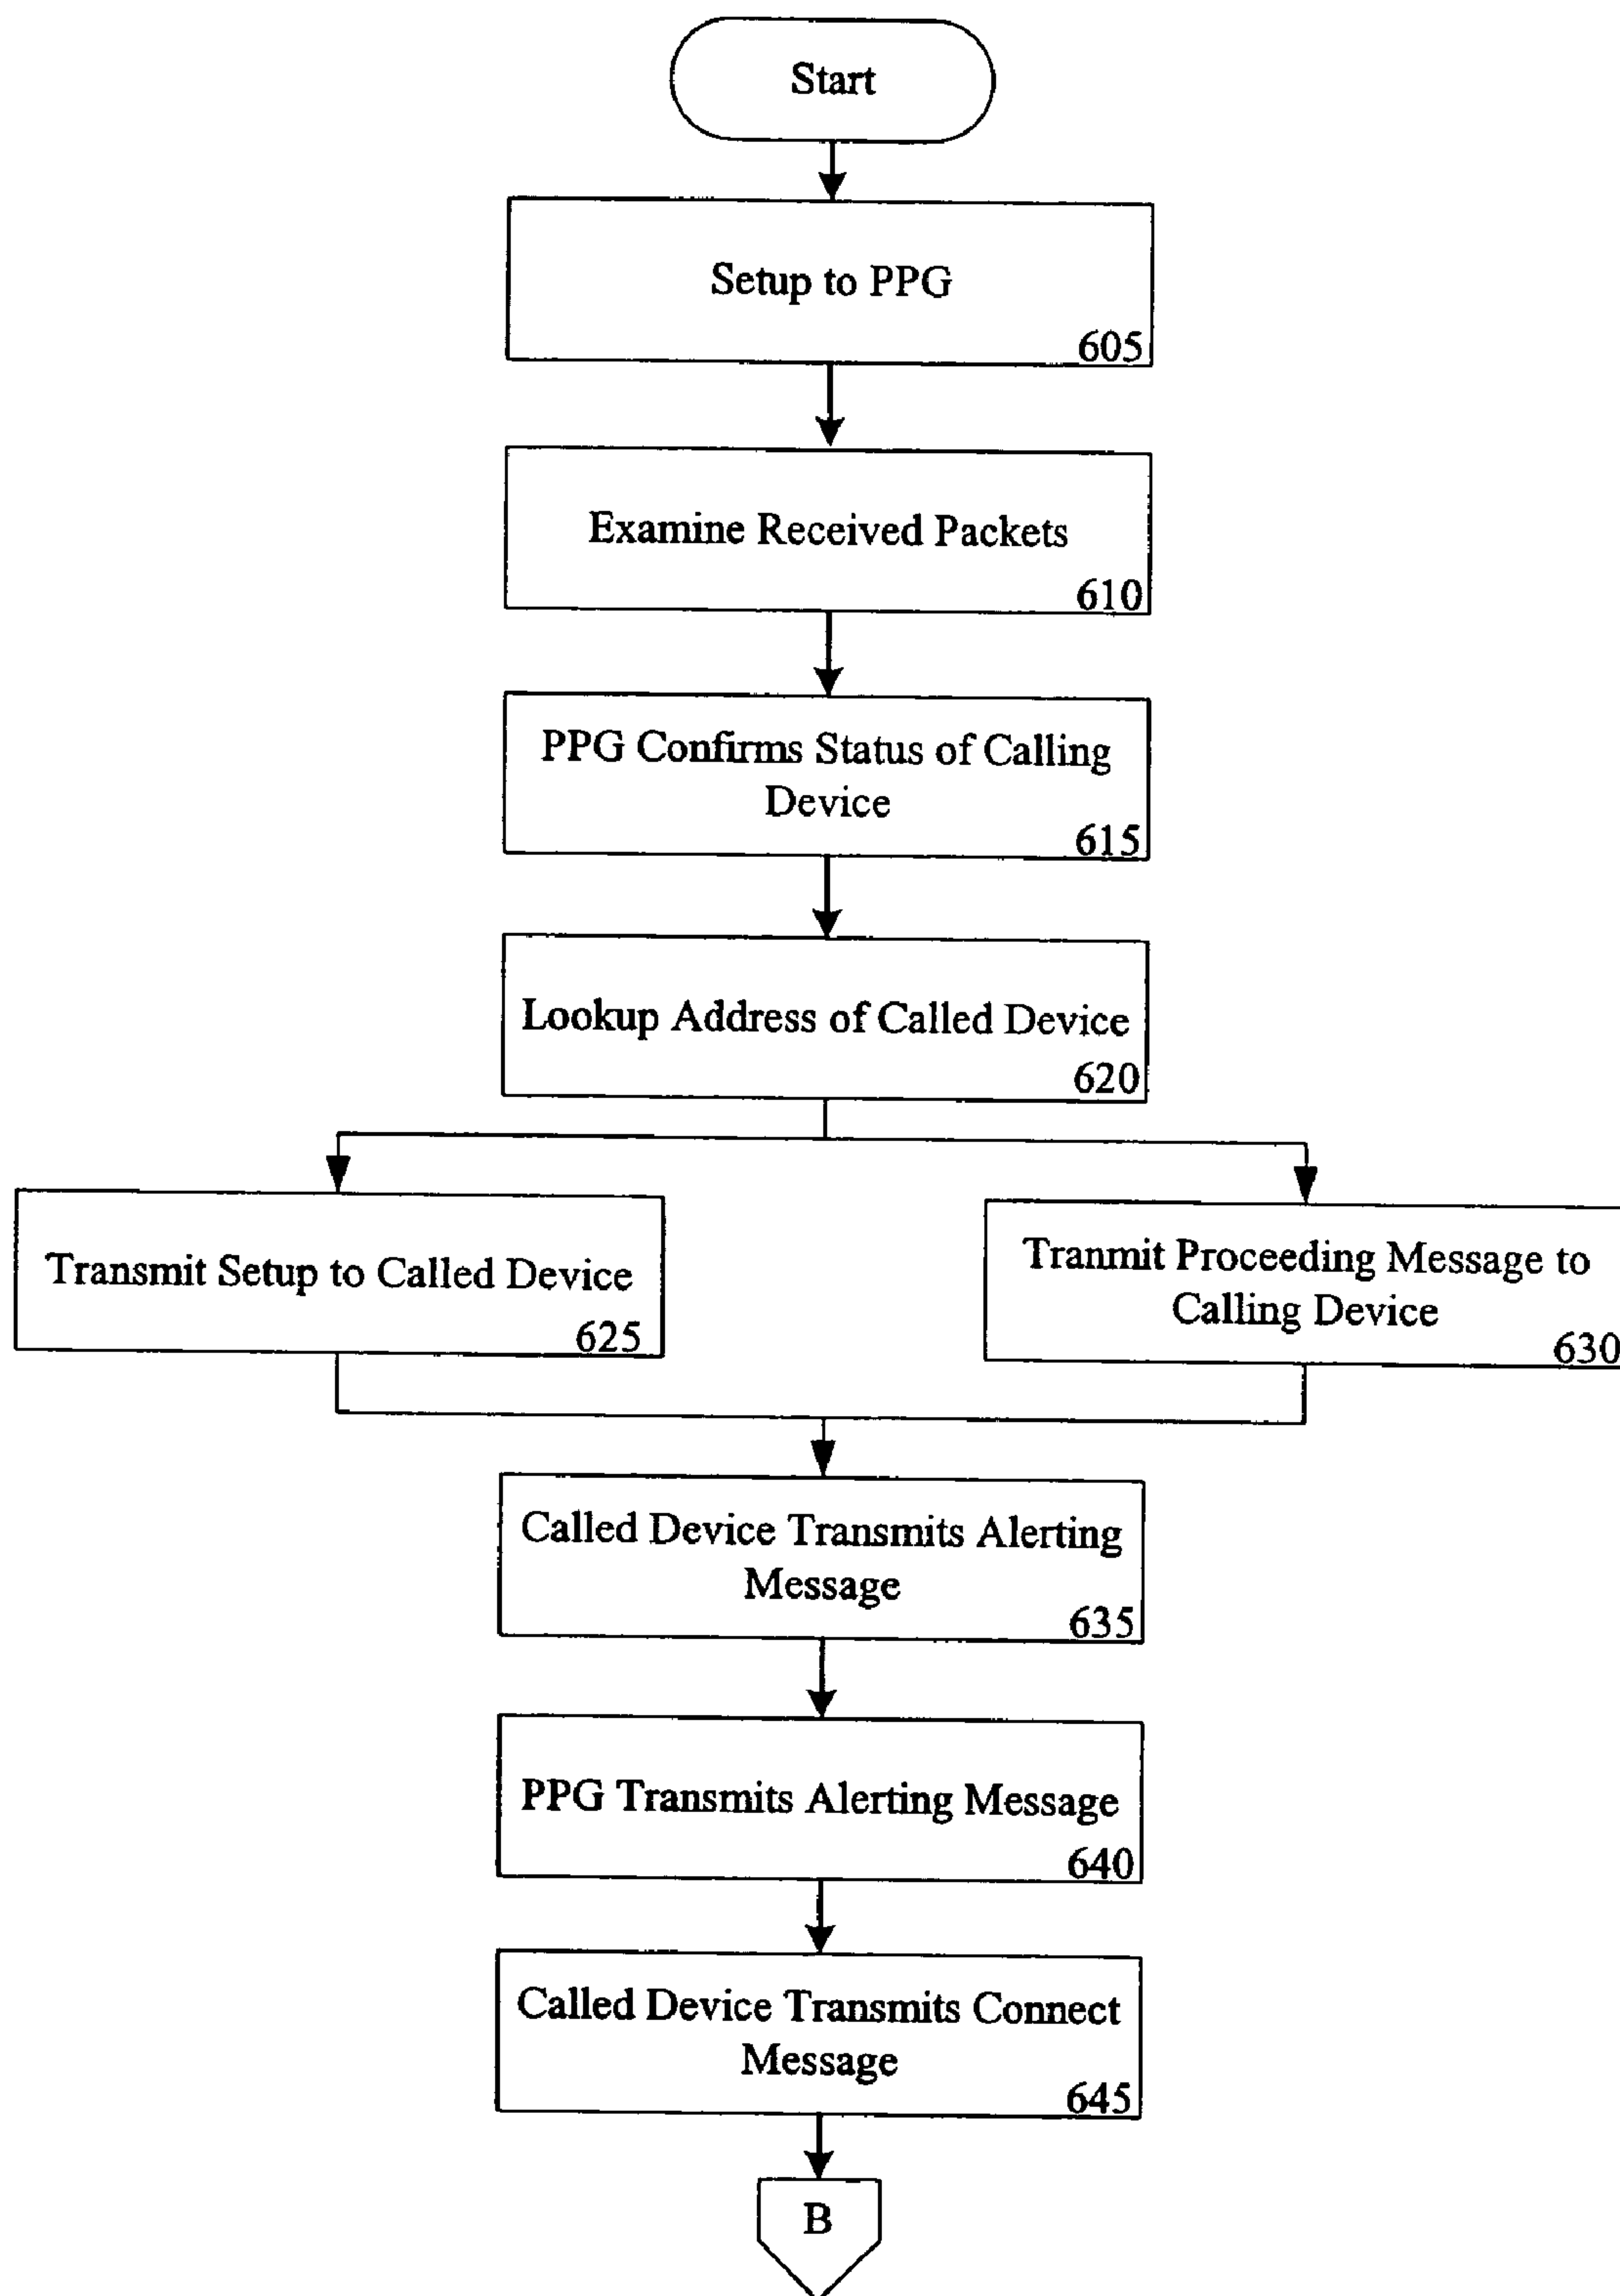 Start
Setup to PPG
605
Examine Received Packets
610
PPG Confirms Status of Calling
Device
615
Lookup Address of Called Device
620
Transmit Setup to Called Device
625
Tranmit Proceeding Message to
Calling Device
630
Called Device Transmits Alerting
Message
635
PPG Transmits Alerting Message
640
Called Device Transmits Connect
Message
645
B